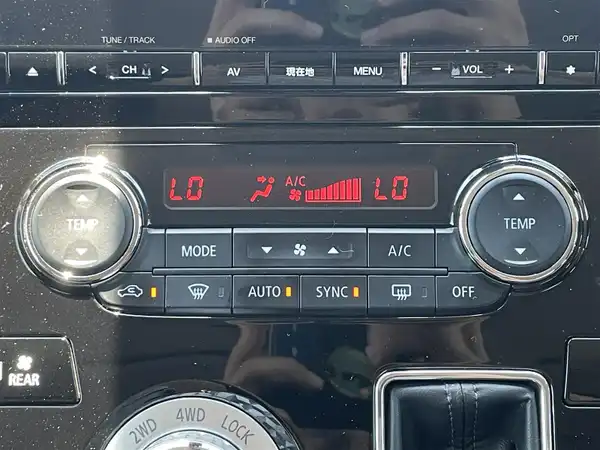 TUNE / TRACK
AUDIO OFF
OPT
CH
AV
現在地
MENU
VOL
LO
A/C
LO
TEMP
TEMP
MODE
A/C
AUTO
SYNC
OFF
REAR
2WD
4WD
LOCK